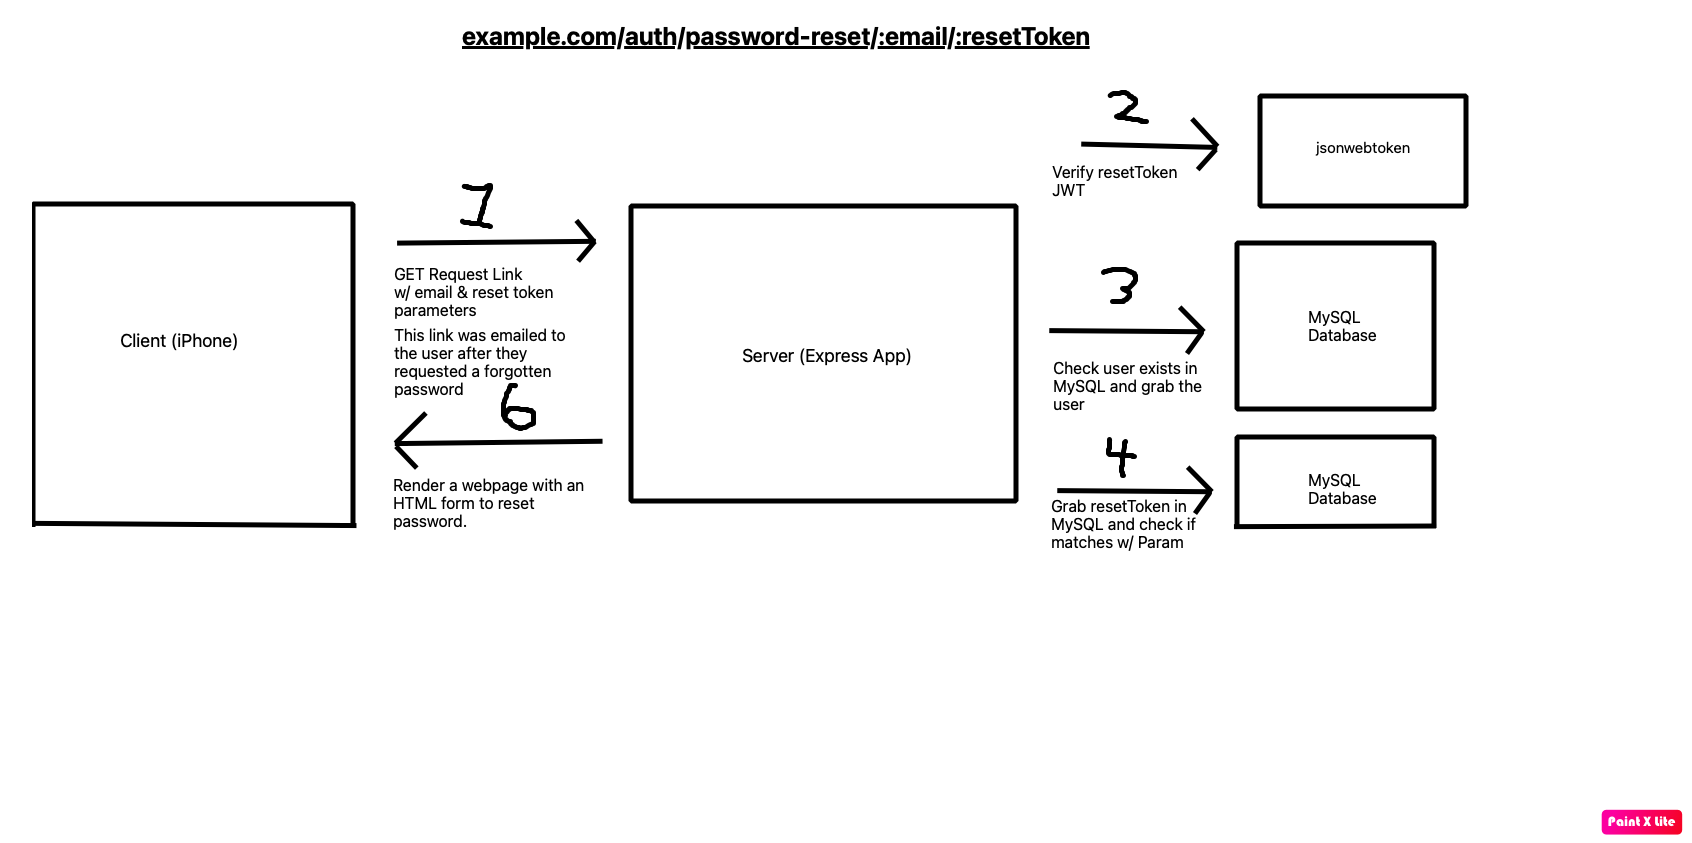 example.com/auth/password-reset/:email/:resetToken
2
jsonwebtoken
Verify resetToken
JWT
1
GET Request Link
w/ email & reset token
parameters
This link was emailed to
the user after they
requested a forgotten
password
Client (iPhone)
Server (Express App)
3
MySQL
Database
Check user exists in
MySQL and grab the
user
6
Render a webpage with an
HTML form to reset
password.
4
MySQL
Database
Grab resetToken in
MySQL and check if
matches w/ Param
Paint X Lite